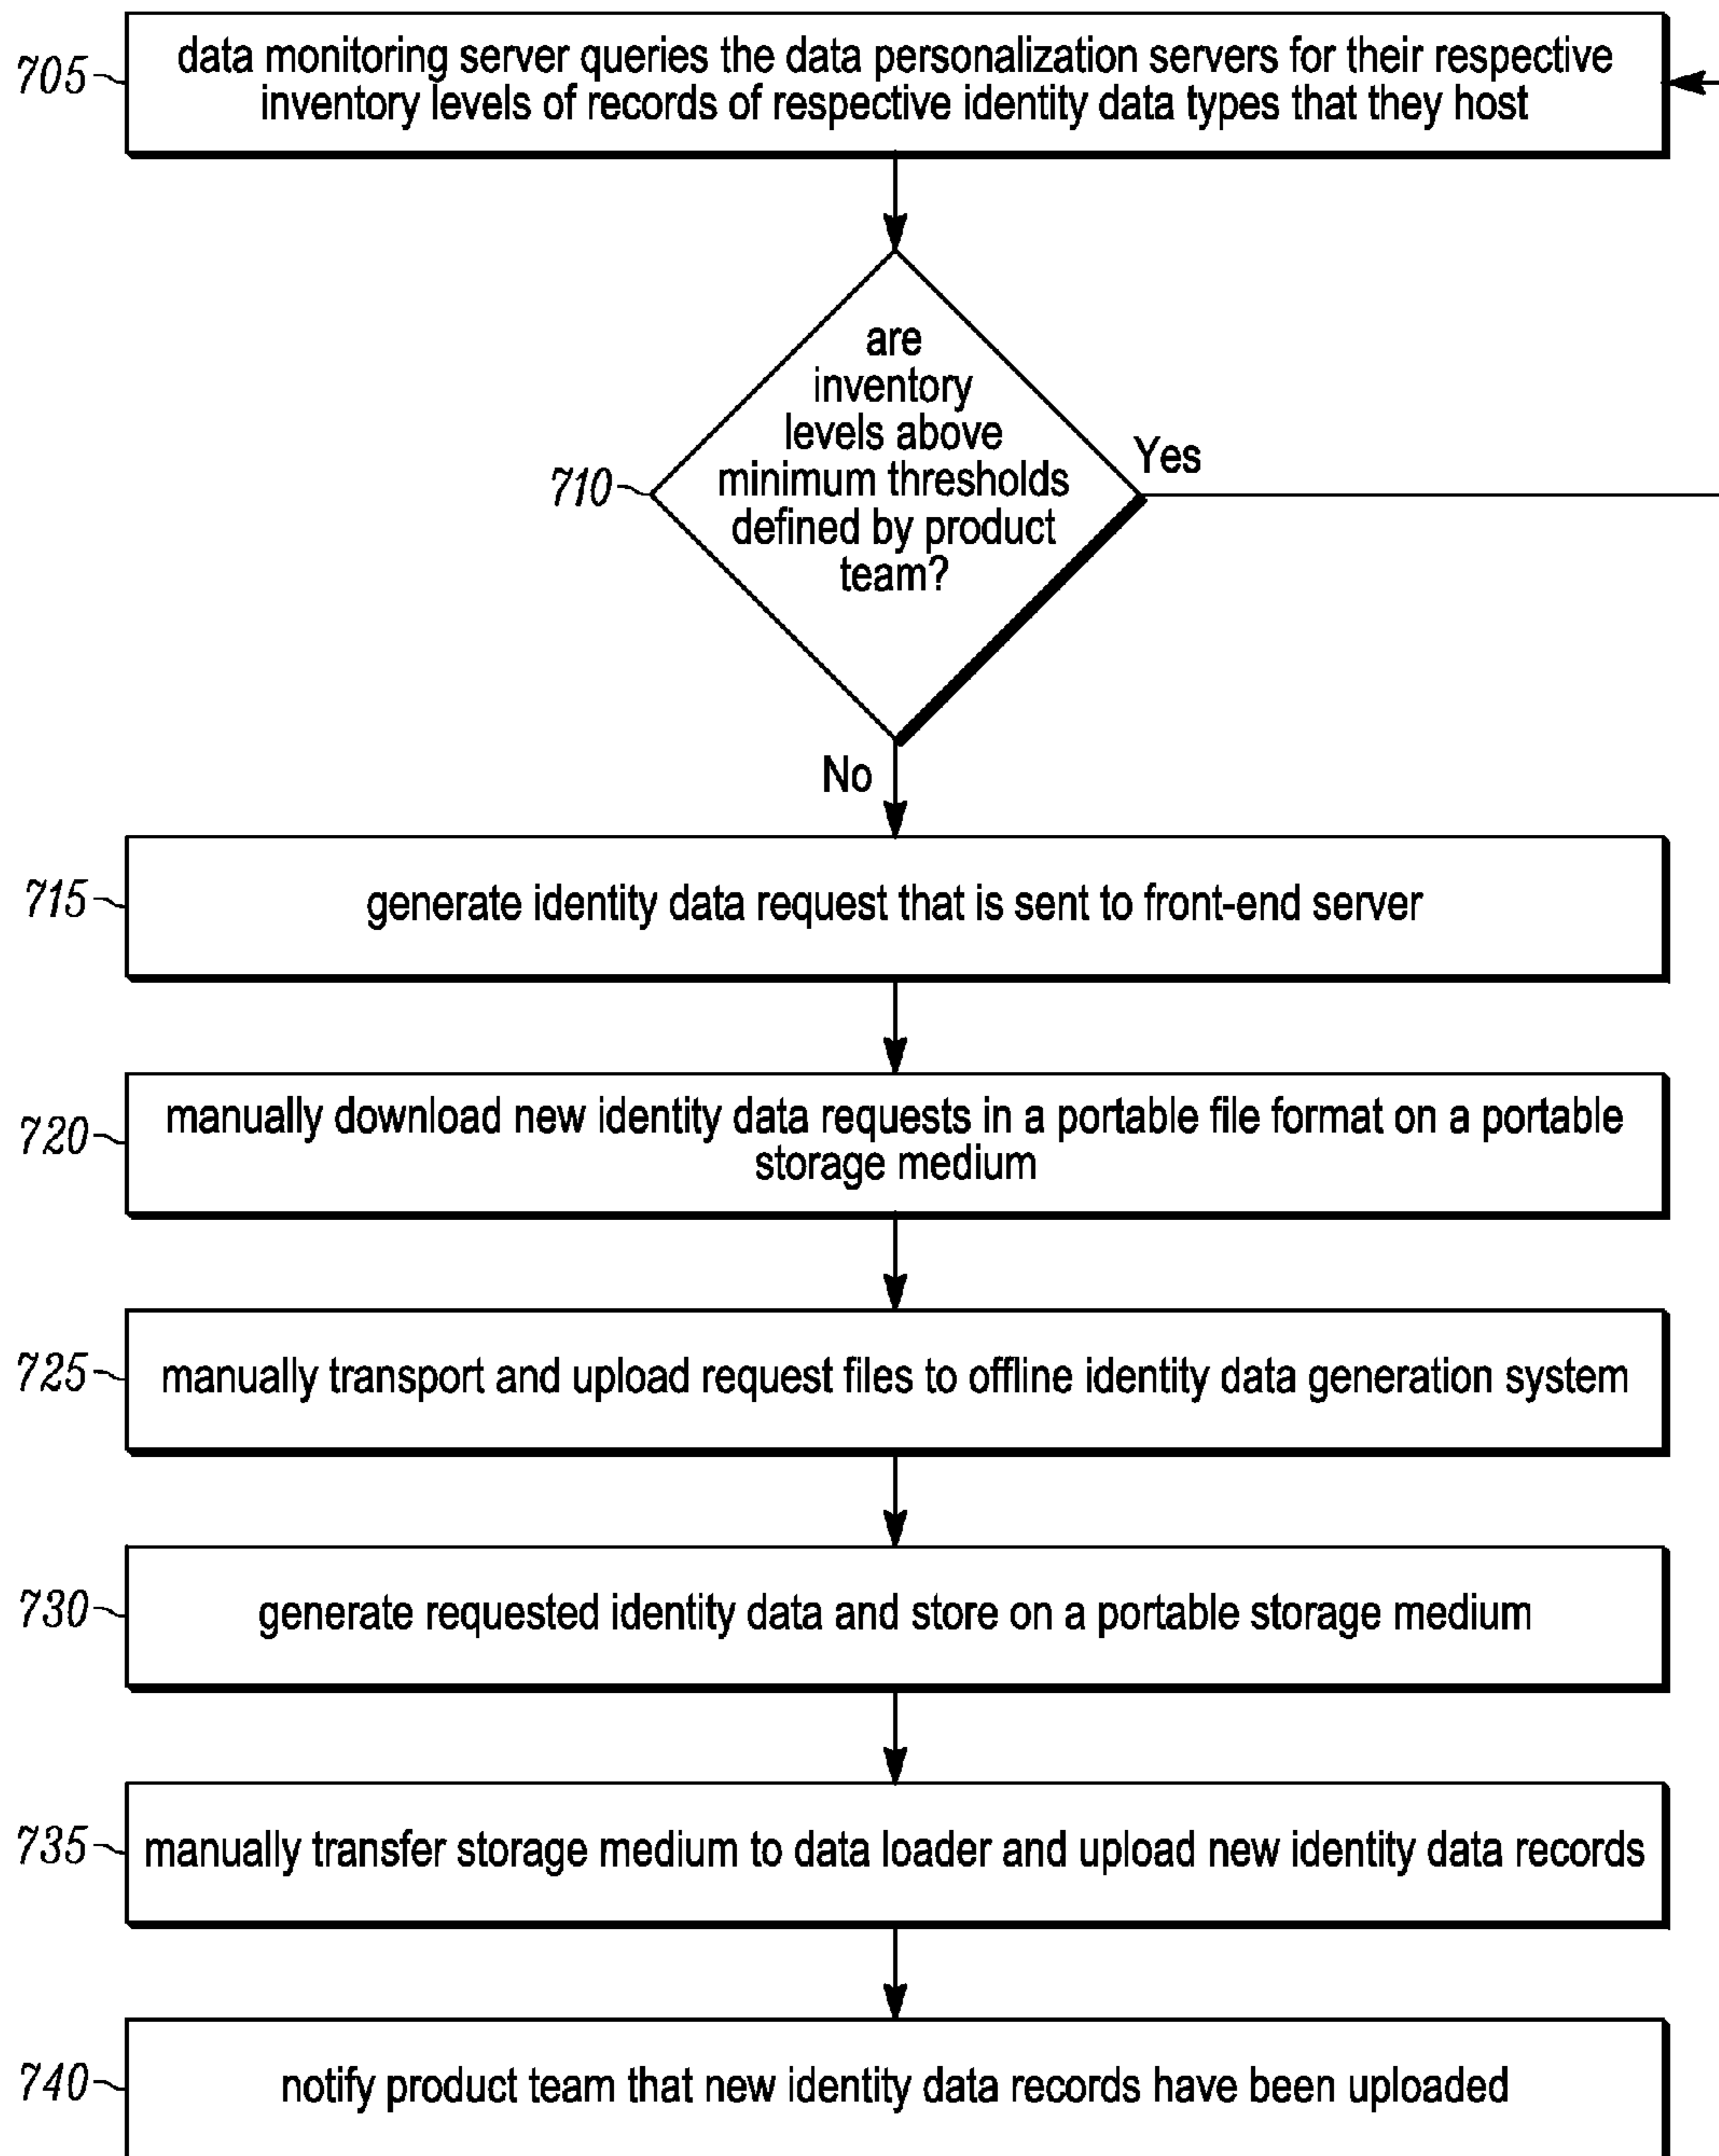 705
data monitoring server queries the data personalization servers for their respective
inventory levels of records of respective identity data types that they host
710
are
inventory
levels above
minimum thresholds
defined by product
team?
Yes
No
715
generate identity data request that is sent to front-end server
720
manually download new identity data requests in a portable file format on a portable
storage medium
725
manually transport and upload request files to offline identity data generation system
730
generate requested identity data and store on a portable storage medium
735
manually transfer storage medium to data loader and upload new identity data records
740
notify product team that new identity data records have been uploaded